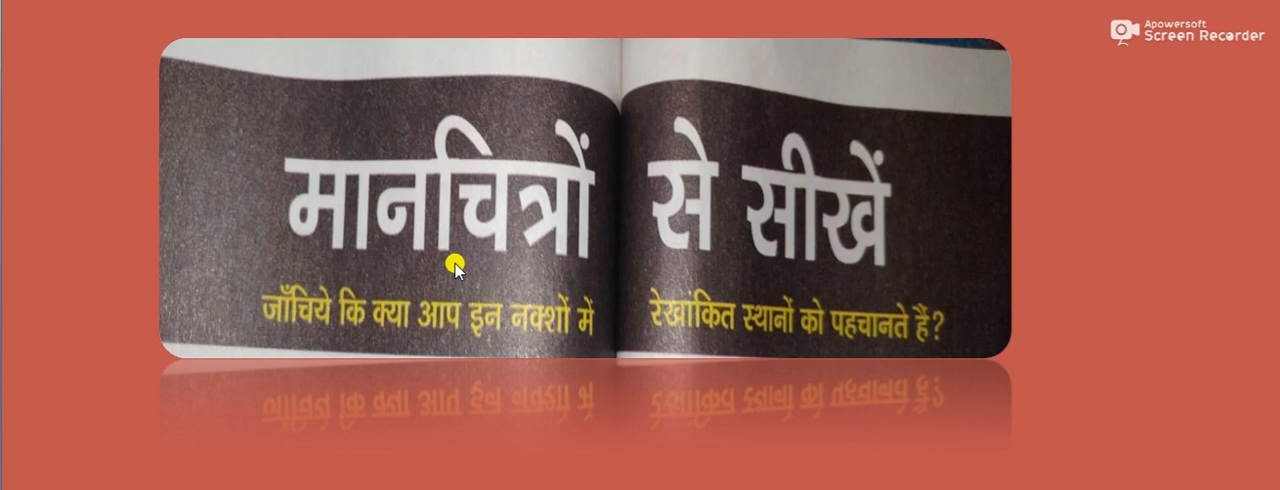 Apowersoft
Screen Recorder
मानचित्रों से सीखें
जाँचिये कि क्या आप इन नक्शों में रेखांकित स्थानों को पहचानते हैं?